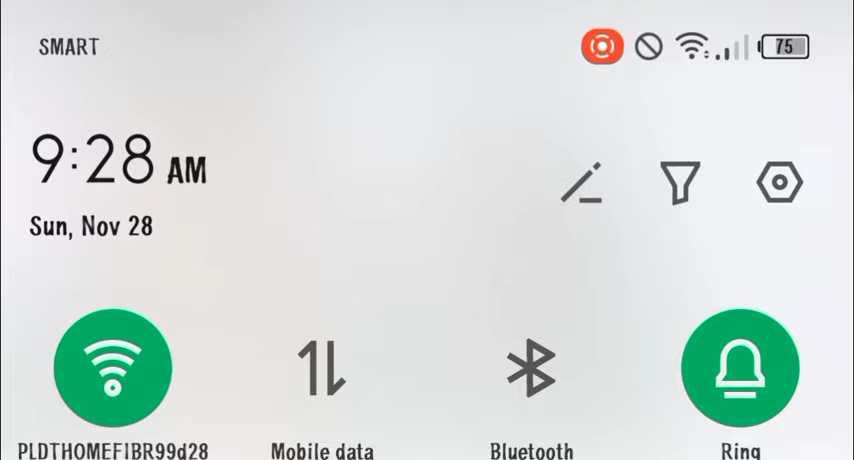 SMART
75
9:28 AM
Sun, Nov 28
PLDTHOMEFIBR99d28 Mobile data Bluetooth Ring